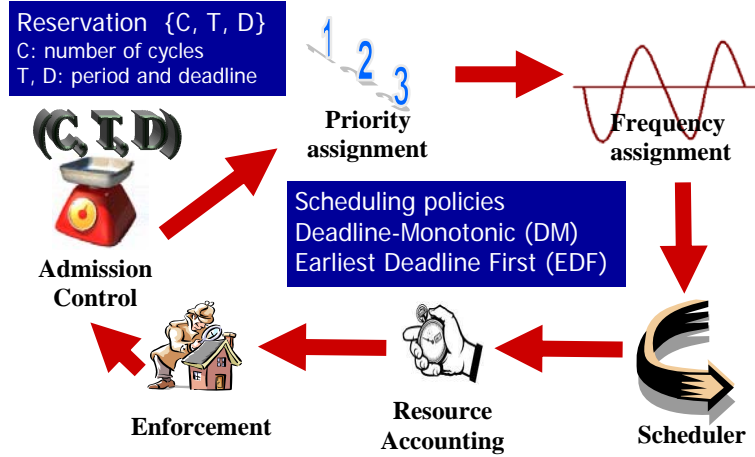 Reservation {C, T, D}
C: number of cycles
T, D: period and deadline
(C, T, D)
1
2
3
Priority
assignment
Frequency
assignment
Scheduling policies
Deadline-Monotonic (DM)
Earliest Deadline First (EDF)
Admission
Control
Enforcement
Resource
Accounting
Scheduler